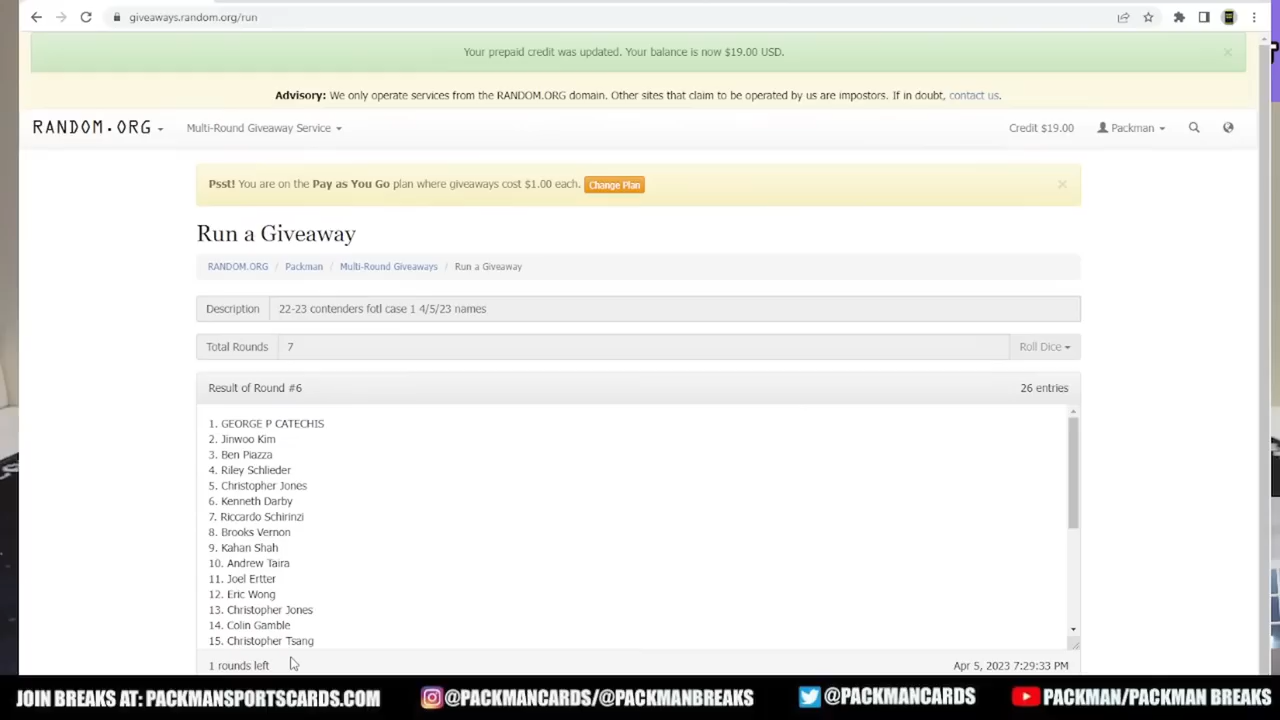 giveaways.random.org/run
Your prepaid credit was updated. Your balance is now $19.00 USD.
Advisory: We only operate services from the RANDOM.ORG domain. Other sites that claim to be operated by us are impostors. If in doubt, contact us.
RANDOM.ORG Multi-Round Giveaway Service Credit $19.00 Packman
Psst! You are on the Pay as You Go plan where giveaways cost $1.00 each. Change Plan
Run a Giveaway
RANDOM.ORG / Packman / Multi-Round Giveaways / Run a Giveaway
Description 22-23 contenders fotl case 1 4/5/23 names
Total Rounds 7 Roll Dice
Result of Round #6 26 entries
1. GEORGE P CATECHIS
2. Jinwoo Kim
3. Ben Piazza
4. Riley Schlieder
5. Christopher Jones
6. Kenneth Darby
7. Riccardo Schirinzi
8. Brooks Vernon
9. Kahan Shah
10. Andrew Taira
11. Joel Ertter
12. Eric Wong
13. Christopher Jones
14. Colin Gamble
15. Christopher Tsang
1 rounds left Apr 5, 2023 7:29:33 PM
JOIN BREAKS AT: PACKMANSPORTSCARDS.COM @PACKMANCARDS/@PACKMANBREAKS @PACKMANCARDS PACKMAN/PACKMAN BREAKS